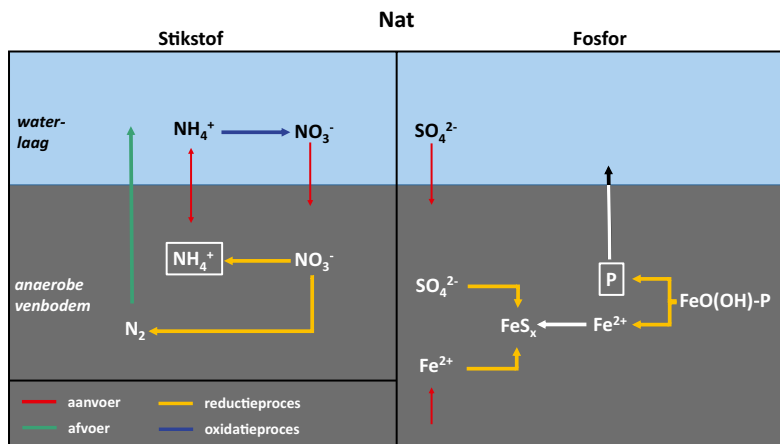 Nat
Stikstof
Fosfor
water-
laag
NH₄⁺
NO₃⁻
SO₄²⁻
anaerobe
venbodem
NH₄⁺
NO₃⁻
N₂
SO₄²⁻
P
FeO(OH)-P
FeSₓ
Fe²⁺
Fe²⁺
aanvoer
reductieproces
afvoer
oxidatieproces